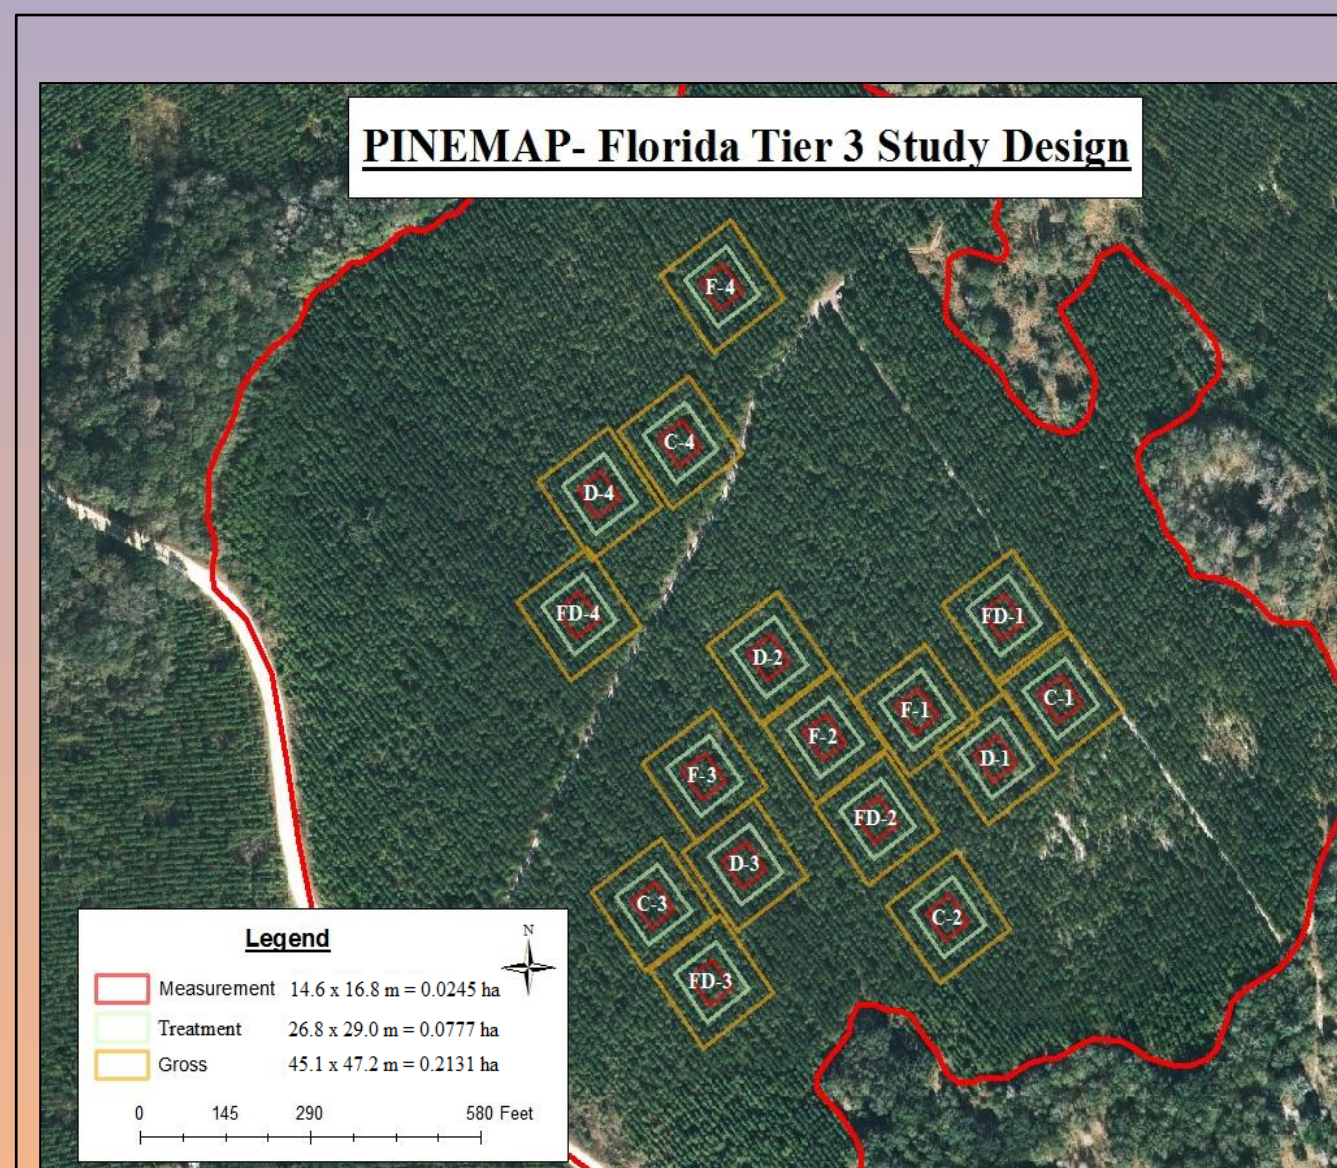 PINEMAP- Florida Tier 3 Study Design
F-4
C-4
D-4
FD-4
FD-1
D-2
C-1
F-1
F-2
D-1
F-3
FD-2
D-3
C-3
C-2
FD-3
Legend
N
Measurement 14.6 x 16.8 m = 0.0245 ha
Treatment 26.8 x 29.0 m = 0.0777 ha
Gross 45.1 x 47.2 m = 0.2131 ha
0 145 290 580 Feet